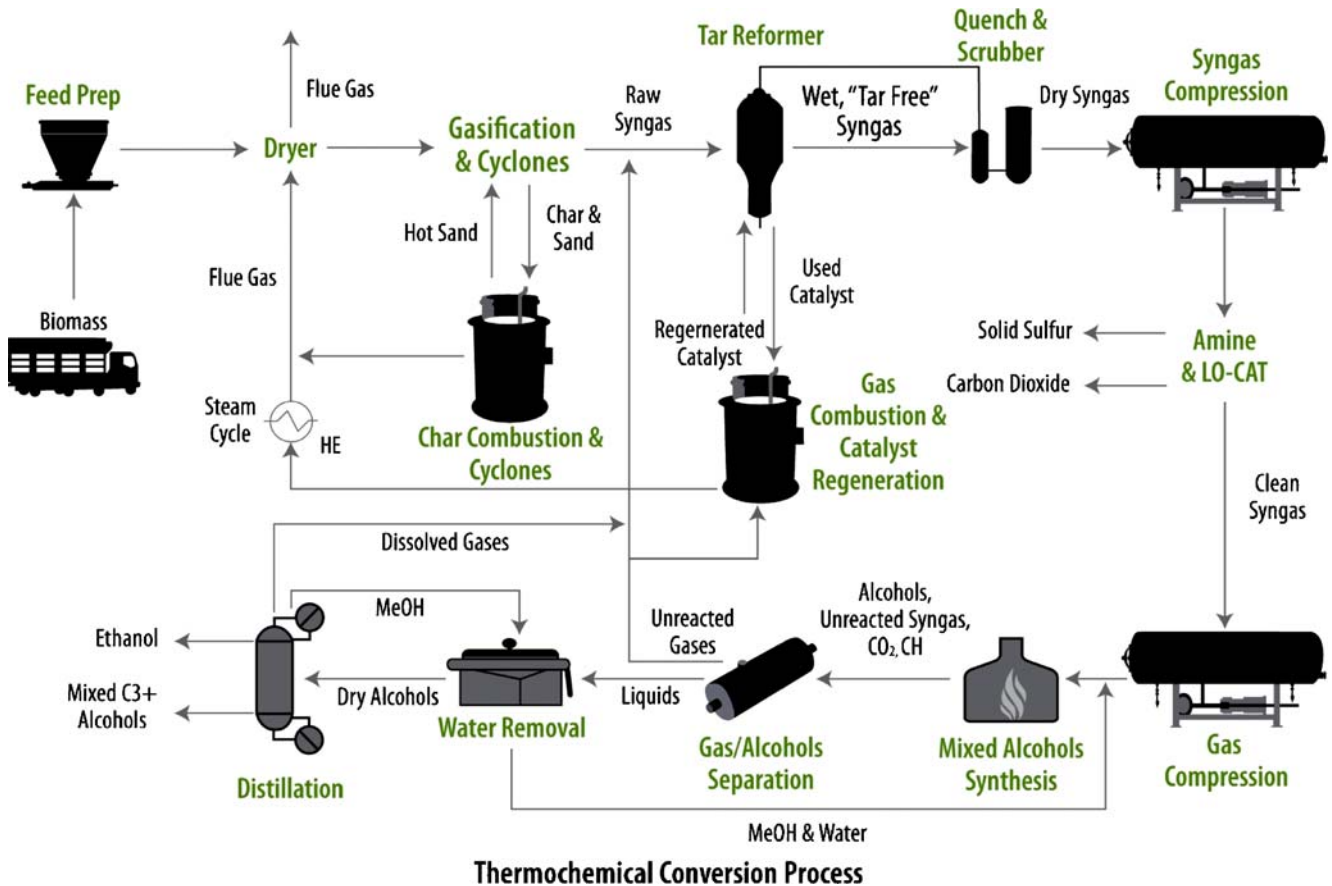 Tar Reformer
Quench &
Scrubber
Feed Prep
Flue Gas
Raw
Syngas
Wet, "Tar Free"
Syngas
Dry Syngas
Syngas
Compression
Dryer
Gasification
& Cyclones
Hot Sand
Char &
Sand
Flue Gas
Used
Catalyst
Biomass
Regernerated
Catalyst
Solid Sulfur
Carbon Dioxide
Amine
& LO-CAT
Steam
Cycle
HE
Char Combustion &
Cyclones
Gas
Combustion &
Catalyst
Regeneration
Clean
Syngas
Dissolved Gases
MeOH
Ethanol
Mixed C3+
Alcohols
Unreacted
Gases
Alcohols,
Unreacted Syngas,
CO₂, CH
Dry Alcohols
Liquids
Water Removal
Distillation
Gas/Alcohols
Separation
Mixed Alcohols
Synthesis
Gas
Compression
MeOH & Water
Thermochemical Conversion Process